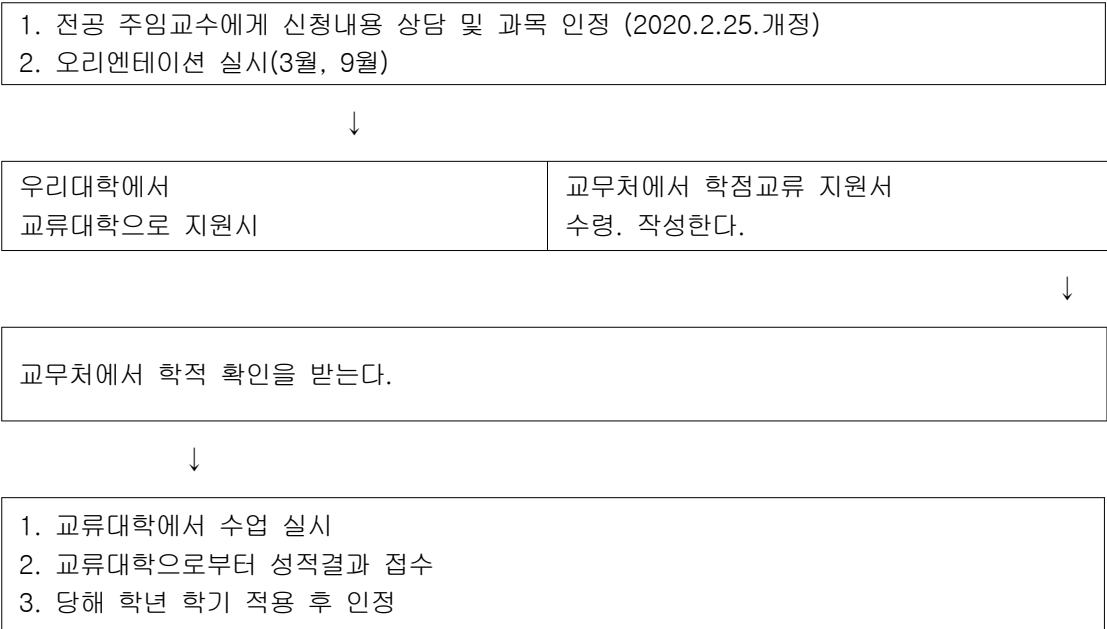 1. 전공 주임교수에게 신청내용 상담 및 과목 인정 (2020.2.25.개정)
2. 오리엔테이션 실시(3월, 9월)
↓
우리대학에서
교류대학으로 지원시
교무처에서 학점교류 지원서
수령. 작성한다.
↓
교무처에서 학적 확인을 받는다.
↓
1. 교류대학에서 수업 실시
2. 교류대학으로부터 성적결과 접수
3. 당해 학년 학기 적용 후 인정